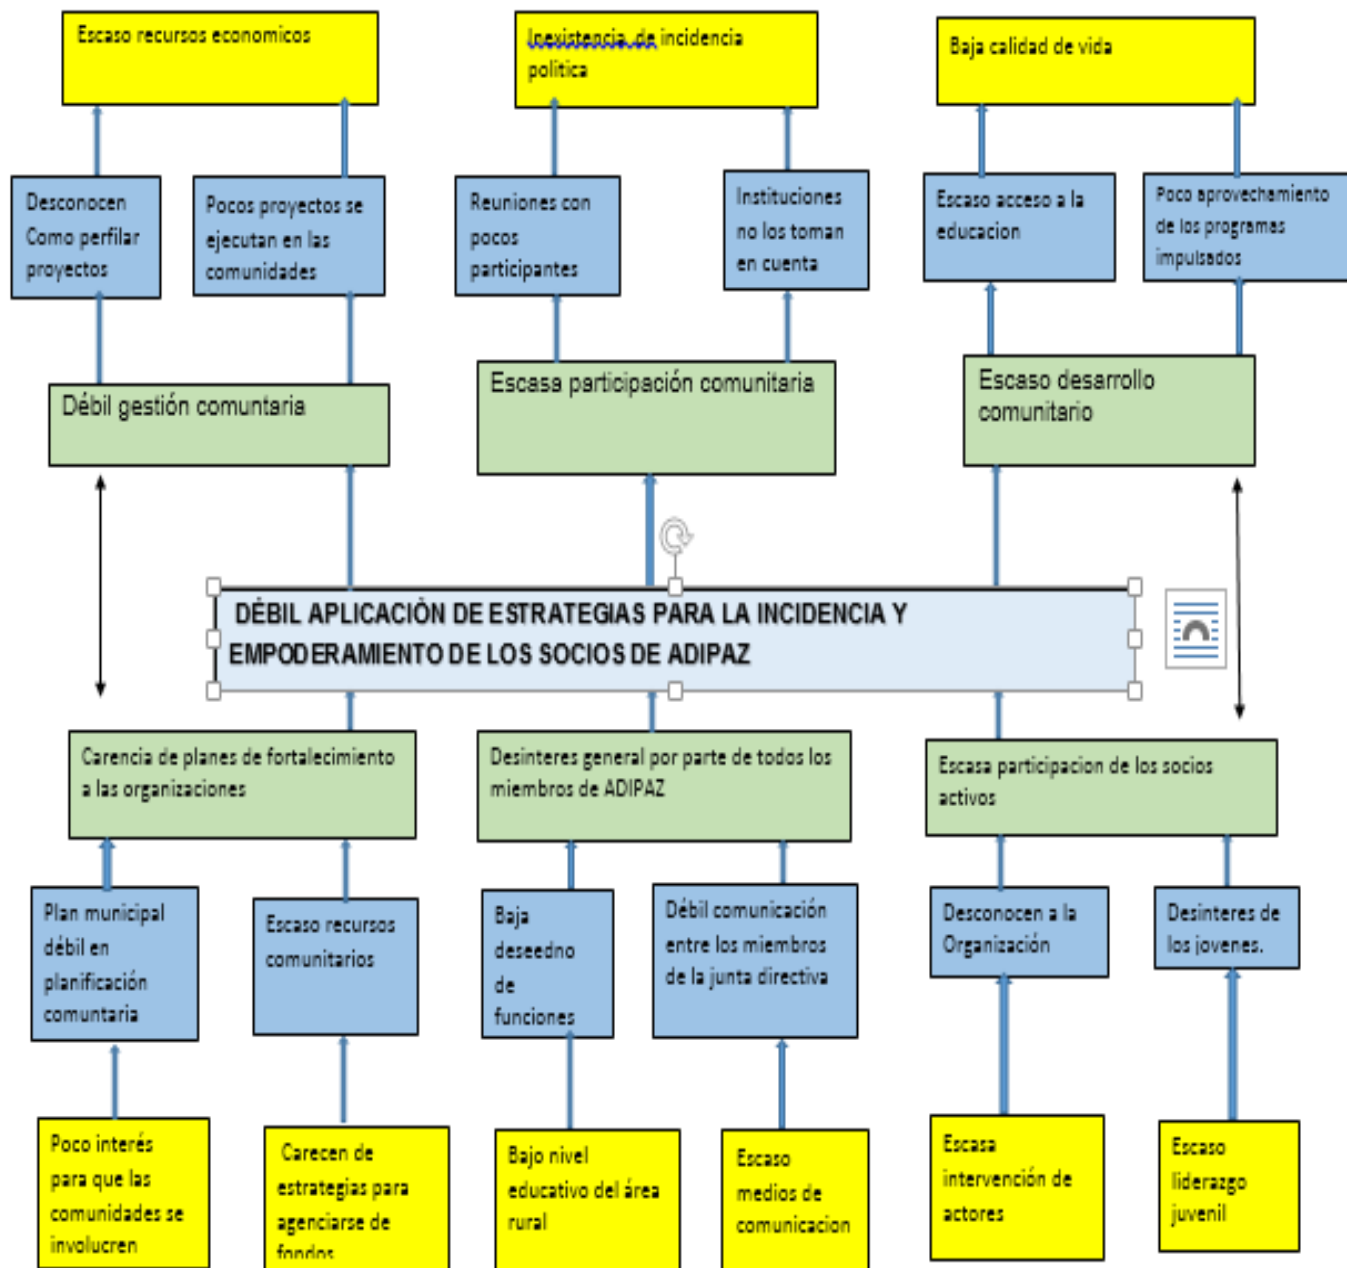 Escaso recursos economicos
Inexistencia de incidencia
politica
Baja calidad de vida
Desconocen
Como perfilar
proyectos
Pocos proyectos se
ejecutan en las
comunidades
Reuniones con
pocos
participantes
Instituciones
no los toman
en cuenta
Escaso acceso a la
educacion
Poco aprovechamiento
de los programas
impulsados
Débil gestión comuntaria
Escasa participación comunitaria
Escaso desarrollo
comunitario
DÉBIL APLICACIÓN DE ESTRATEGIAS PARA LA INCIDENCIA Y
EMPODERAMIENTO DE LOS SOCIOS DE ADIPAZ
Carencia de planes de fortalecimiento
a las organizaciones
Desinteres general por parte de todos los
miembros de ADIPAZ
Escasa participacion de los socios
activos
Plan municipal
débil en
planificación
comuntaria
Escaso recursos
comunitarios
Baja
deseedno
de
funciones
Débil comunicación
entre los miembros
de la junta directiva
Desconocen a la
Organización
Desinteres de
los jovenes.
Poco interés
para que las
comunidades se
involucren
Carecen de
estrategias para
agenciarse de
fondos
Bajo nivel
educativo del área
rural
Escaso
medios de
comunicacion
Escasa
intervención de
actores
Escaso
liderazgo
juvenil